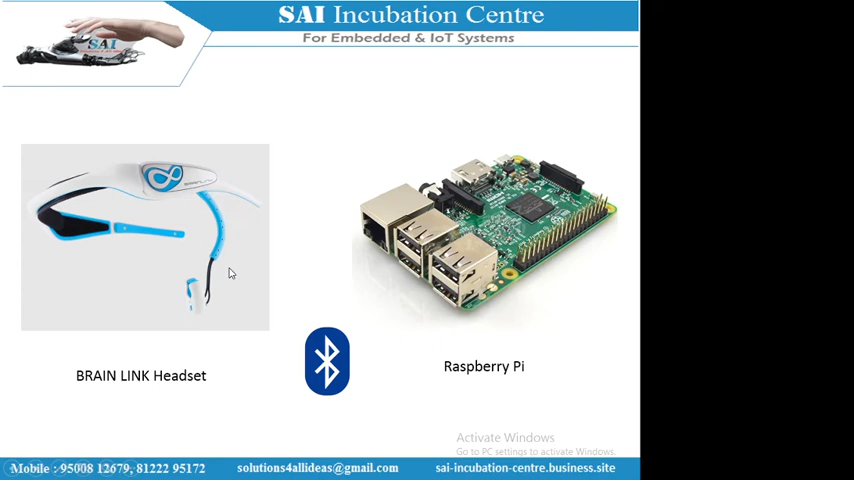 SAI Incubation Centre
For Embedded & IoT Systems
SAI
BRAIN LINK Headset
Raspberry Pi
Activate Windows
Go to PC settings to activate Windows.
Mobile : 95008 12679, 81222 95172
solutions4allideas@gmail.com
sai-incubation-centre.business.site